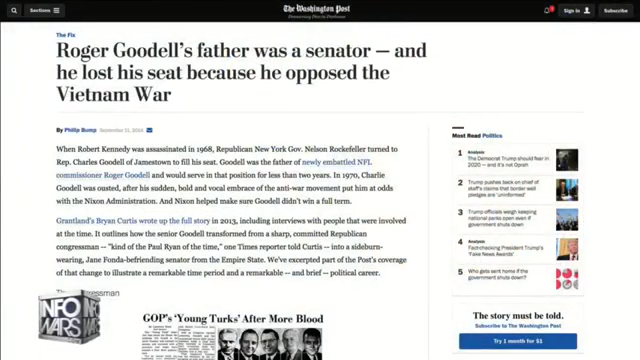 Sections
The Washington Post
Democracy Dies in Darkness
Sign In
Subscribe
The Fix
Roger Goodell's father was a senator — and
he lost his seat because he opposed the
Vietnam War
By Philip Bump September 11, 2014
When Robert Kennedy was assassinated in 1968, Republican New York Gov. Nelson Rockefeller turned to
Rep. Charles Goodell of Jamestown to fill his seat. Goodell was the father of newly embattled NFL
commissioner Roger Goodell and would serve in that position for less than two years. In 1970, Charlie
Goodell was ousted, after his sudden, bold and vocal embrace of the anti-war movement put him at odds
with the Nixon Administration. And Nixon helped make sure Goodell didn't win a full term.
Grantland's Bryan Curtis wrote up the full story in 2013, including interviews with people that were involved
at the time. It outlines how the senior Goodell transformed from a sharp, committed Republican
congressman -- "kind of the Paul Ryan of the time," one Times reporter told Curtis -- into a sideburn-
wearing, Jane Fonda-befriending senator from the Empire State. We've excerpted part of the Post's coverage
of that change to illustrate a remarkable time period and a remarkable -- and brief -- political career.
GOP's 'Young Turks' After More Blood
INFO
WARS
Most Read Politics
1 Analysis
The Democrat Trump should fear in
2020 — and it's not Oprah
2 Trump pushes back on chief of
staff's claims that border wall
pledges are 'uninformed'
3 Trump officials weigh keeping
national parks open even if
government shuts down
4 Analysis
Fact-checking President Trump's
'Fake News Awards'
5 Who gets sent home if the
government shuts down?
The story must be told.
Subscribe to The Washington Post
Try 1 month for $1